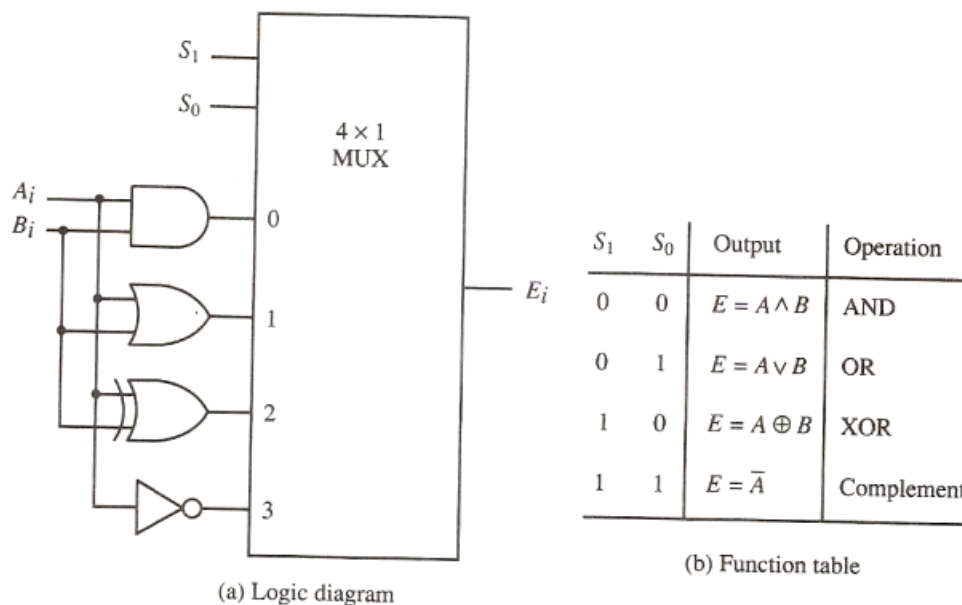 S₁
S₀
4 × 1
MUX
Aᵢ
Bᵢ
0
1
2
3
Eᵢ
(a) Logic diagram
S₁ S₀ Output Operation
0 0 E = A ∧ B AND
0 1 E = A ∨ B OR
1 0 E = A ⊕ B XOR
1 1 E = A̅ Complement
(b) Function table